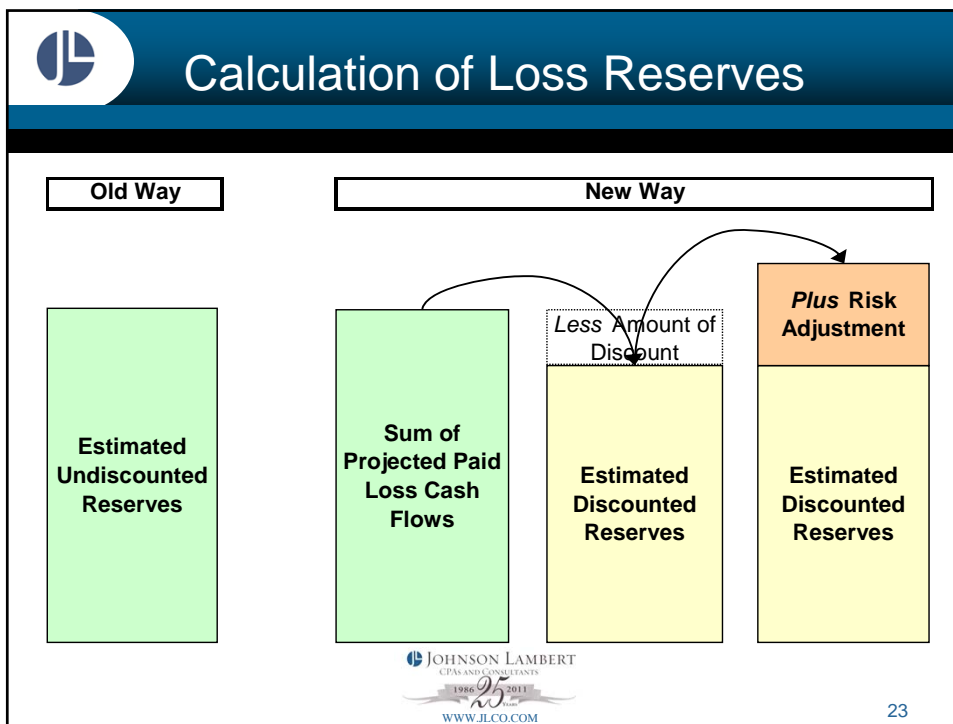 JL
Calculation of Loss Reserves
Old Way
New Way
Estimated
Undiscounted
Reserves
Sum of
Projected Paid
Loss Cash
Flows
Less Amount of
Discount
Estimated
Discounted
Reserves
Plus Risk
Adjustment
Estimated
Discounted
Reserves
JOHNSON LAMBERT
CPAS AND CONSULTANTS
1986 25 2011
YEARS
WWW.JLCO.COM
23